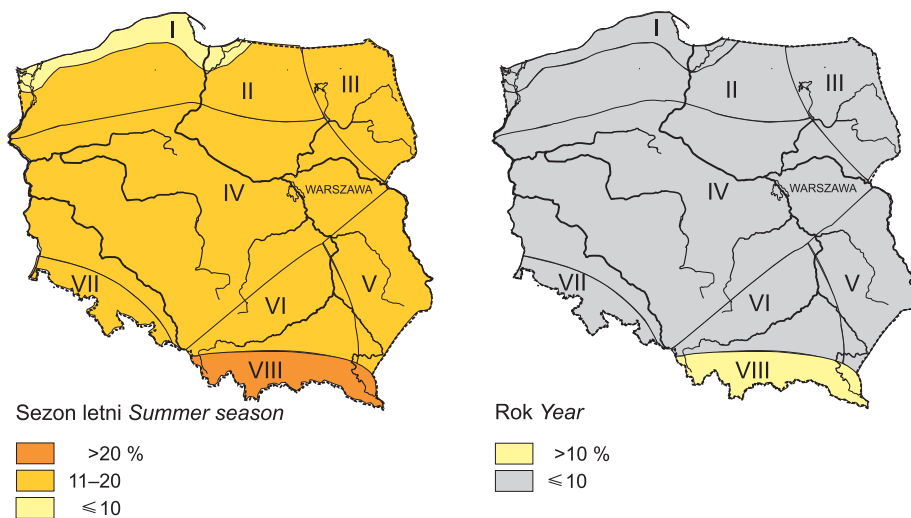 I
II
III
IV
WARSZAWA
V
VI
VII
VIII
Sezon letni Summer season
>20 %
11–20
≤ 10
I
II
III
IV
WARSZAWA
V
VI
VII
VIII
Rok Year
>10 %
≤ 10